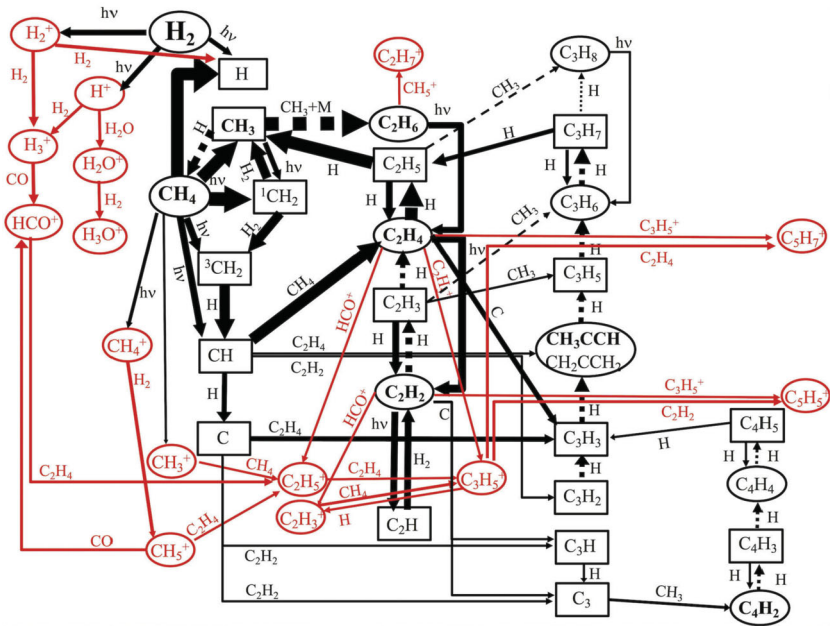 H₂⁺
hν
H₂
hν
H₂
H
C₂H₇⁺
C₃H₈
hν
H₂
hν
H⁺
H₂
H₂O
CH₅⁺
CH₃
H
H₃⁺
H₂O⁺
CH₃
CH₃+M
C₂H₆
hν
C₃H₇
H
H
CO
H₂
H
hν
H₂
C₂H₅
H
H
H
HCO⁺
H₃O⁺
CH₄
hν
¹CH₂
H₂
C₂H₄
CH₃
C₃H₆
C₃H₅⁺
C₂H₄
C₅H₇⁺
hν
hν
³CH₂
hν
H
C₃H₅
CH₃
C₂H₅⁺
CH₄
H
H
C₂H₃
C
HCO⁺
H
hν
CH₄⁺
CH
C₂H₄
C₂H₂
H
H
CH₃CCH
CH₂CCH₂
H₂
H
C₂H₂
C₃H₅⁺
C₅H₅⁺
HCO⁺
C
H
C₂H₂
C
C₂H₄
hν
H₂
C₃H₃
H
C₄H₅
CH₃⁺
CH₄
C₂H₄
C₂H₅⁺
C₂H₄
CH₄
C₃H₅⁺
H
H
H
C₄H₄
C₂H₃⁺
H
C₂H
C₃H₂
H
CO
CH₅⁺
C₂H₄
C₂H₂
C₃H
C₄H₃
H
H
H
C₂H₂
C₃
CH₃
C₄H₂